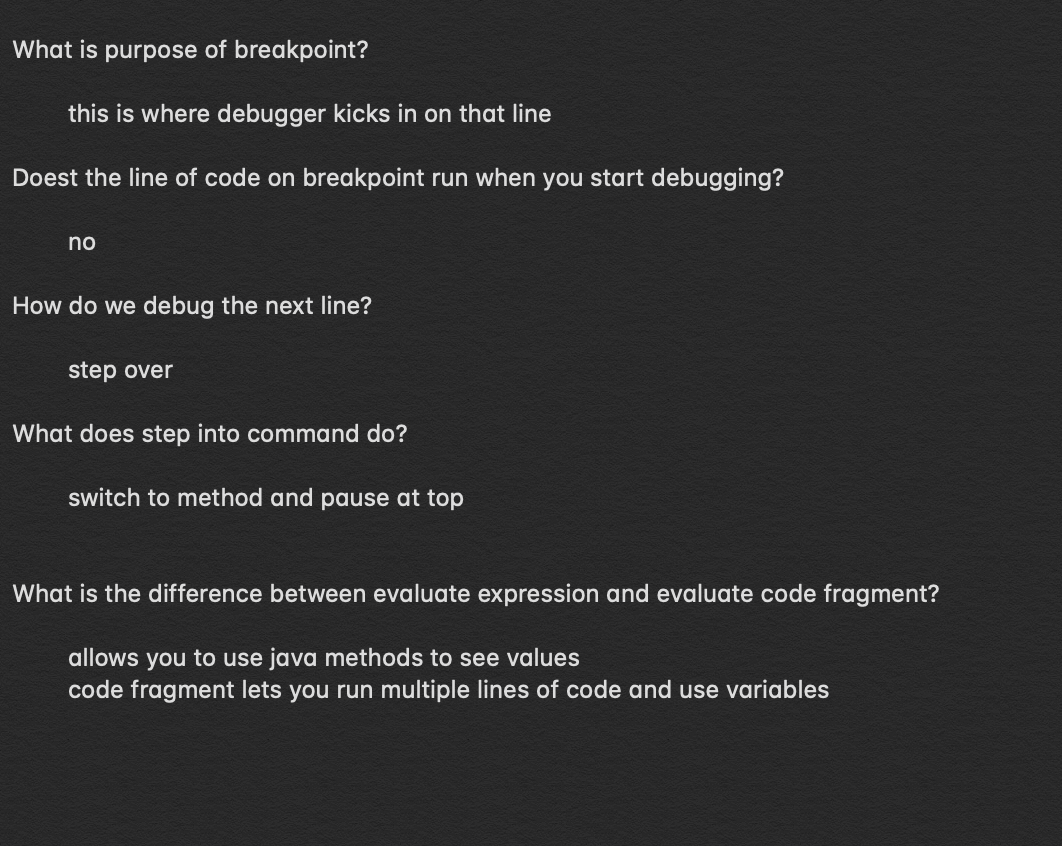 What is purpose of breakpoint?
this is where debugger kicks in on that line
Doest the line of code on breakpoint run when you start debugging?
no
How do we debug the next line?
step over
What does step into command do?
switch to method and pause at top
What is the difference between evaluate expression and evaluate code fragment?
allows you to use java methods to see values
code fragment lets you run multiple lines of code and use variables